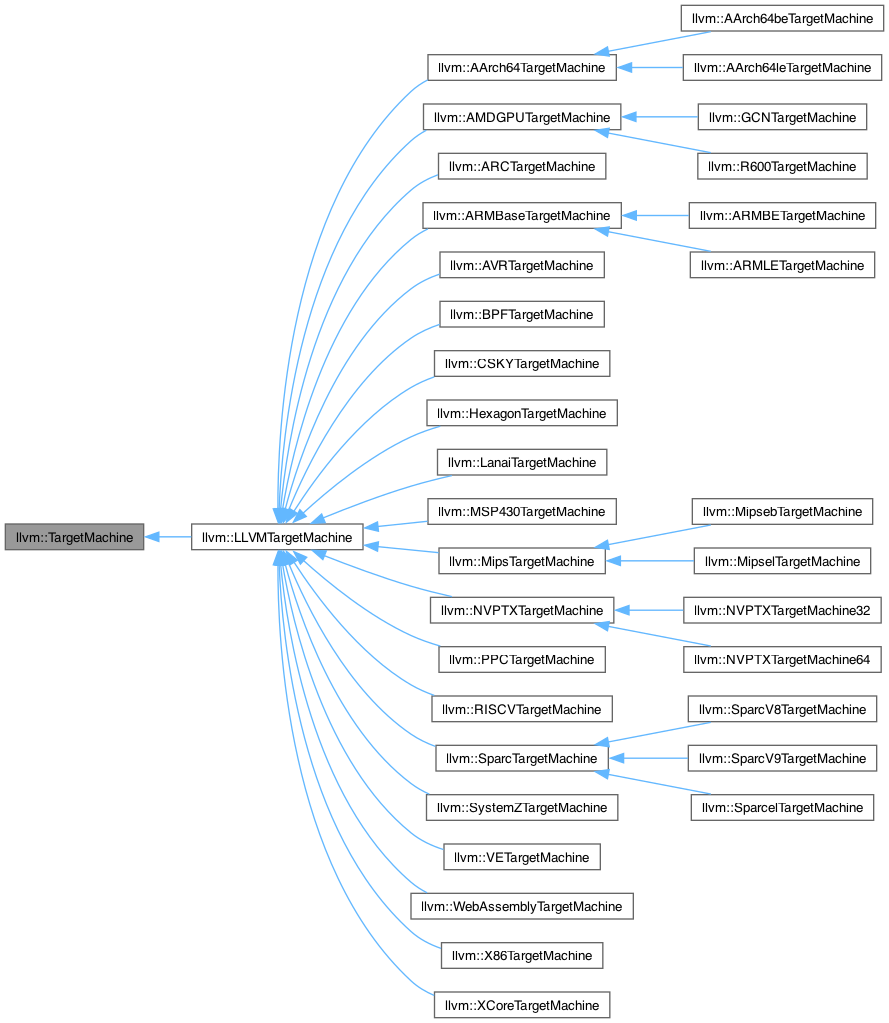 llvm::AArch64beTargetMachine
llvm::AArch64TargetMachine
llvm::AArch64leTargetMachine
llvm::AMDGPUTargetMachine
llvm::GCNTargetMachine
llvm::ARCTargetMachine
llvm::R600TargetMachine
llvm::ARMBaseTargetMachine
llvm::ARMBETargetMachine
llvm::AVRTargetMachine
llvm::ARMLETargetMachine
llvm::BPFTargetMachine
llvm::CSKYTargetMachine
llvm::HexagonTargetMachine
llvm::LanaiTargetMachine
llvm::MSP430TargetMachine
llvm::MipsebTargetMachine
llvm::TargetMachine
llvm::LLVMTargetMachine
llvm::MipsTargetMachine
llvm::MipselTargetMachine
llvm::NVPTXTargetMachine
llvm::NVPTXTargetMachine32
llvm::PPCTargetMachine
llvm::NVPTXTargetMachine64
llvm::RISCVTargetMachine
llvm::SparcV8TargetMachine
llvm::SparcTargetMachine
llvm::SparcV9TargetMachine
llvm::SystemZTargetMachine
llvm::SparcelTargetMachine
llvm::VETargetMachine
llvm::WebAssemblyTargetMachine
llvm::X86TargetMachine
llvm::XCoreTargetMachine